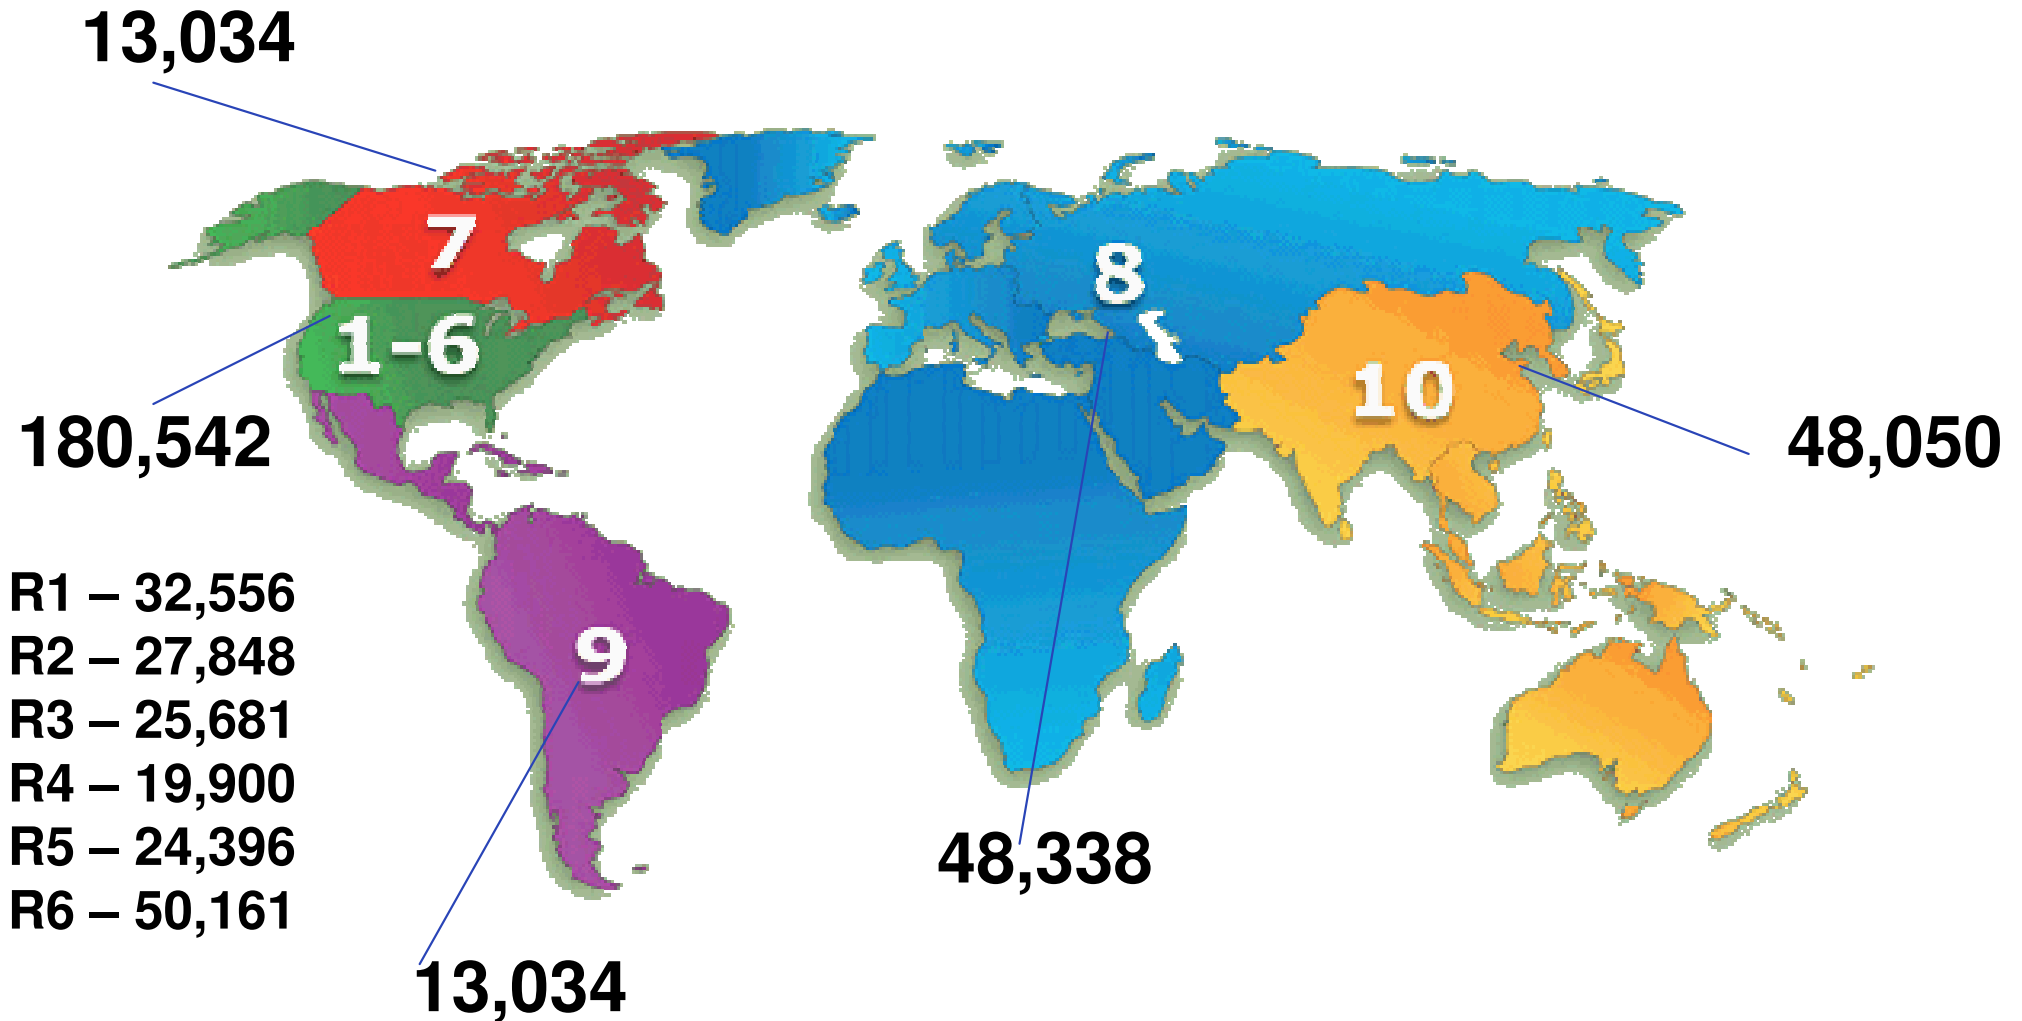 13,034
7
8
1-6
10
180,542
48,050
R1 – 32,556
R2 – 27,848
R3 – 25,681
R4 – 19,900
R5 – 24,396
R6 – 50,161
9
48,338
13,034